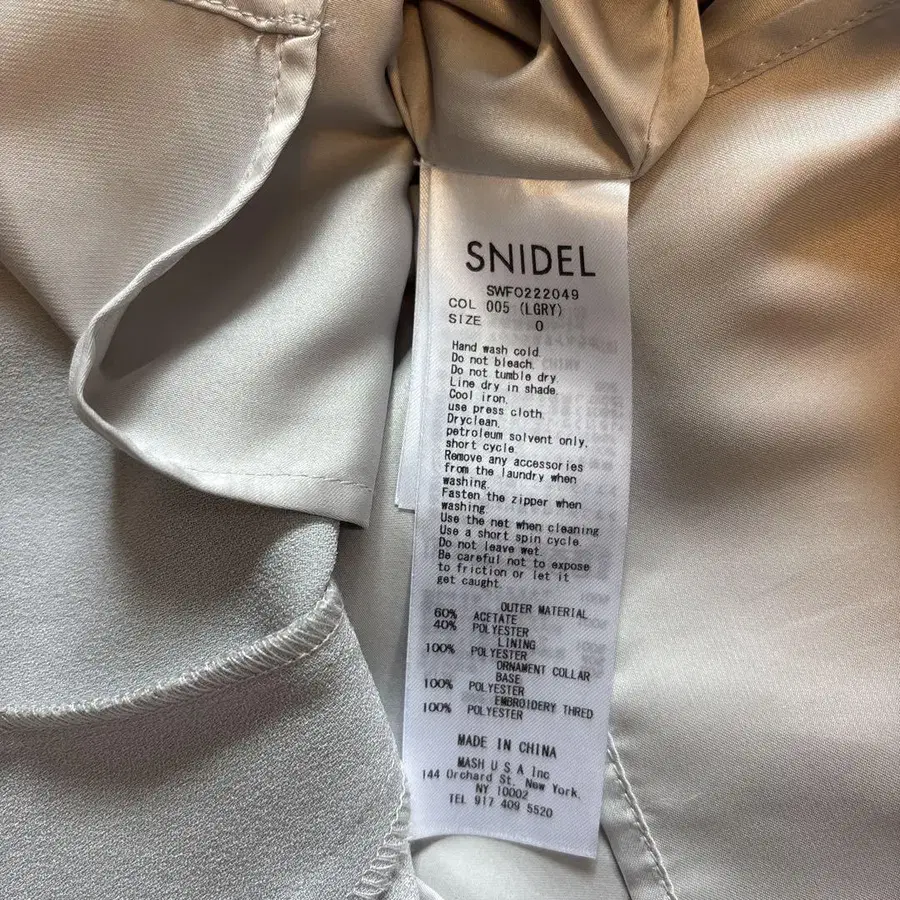 SNIDEL
SWFO222049
COL 005 (LGRY)
SIZE 0
Hand wash cold.
Do not bleach.
Do not tumble dry.
Line dry in shade.
Cool iron.
use press cloth.
Dryclean.
petroleum solvent only,
short cycle.
Remove any accessories
from the laundry when
washing.
Fasten the zipper when
washing.
Use the net when cleaning
Use a short spin cycle.
Do not leave wet.
Be careful not to expose
to friction or let it
get caught.
OUTER MATERIAL
60% ACETATE
40% POLYESTER
LINING
100% POLYESTER
ORNAMENT COLLAR
BASE
100% POLYESTER
EMBROIDERY THRED
100% POLYESTER
MADE IN CHINA
MASH U S A Inc
144 Orchard St. New York,
NY 10002
TEL 917 409 5520